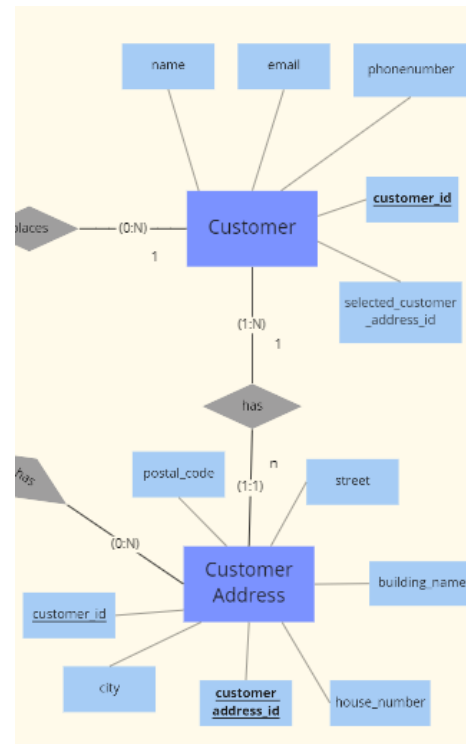 name
email
phonenumber
customer_id
places
(0:N)
Customer
1
selected_customer
_address_id
(1:N)
1
has
n
postal_code
street
has
(1:1)
(0:N)
Customer
Address
building_name
customer_id
city
customer
address_id
house_number